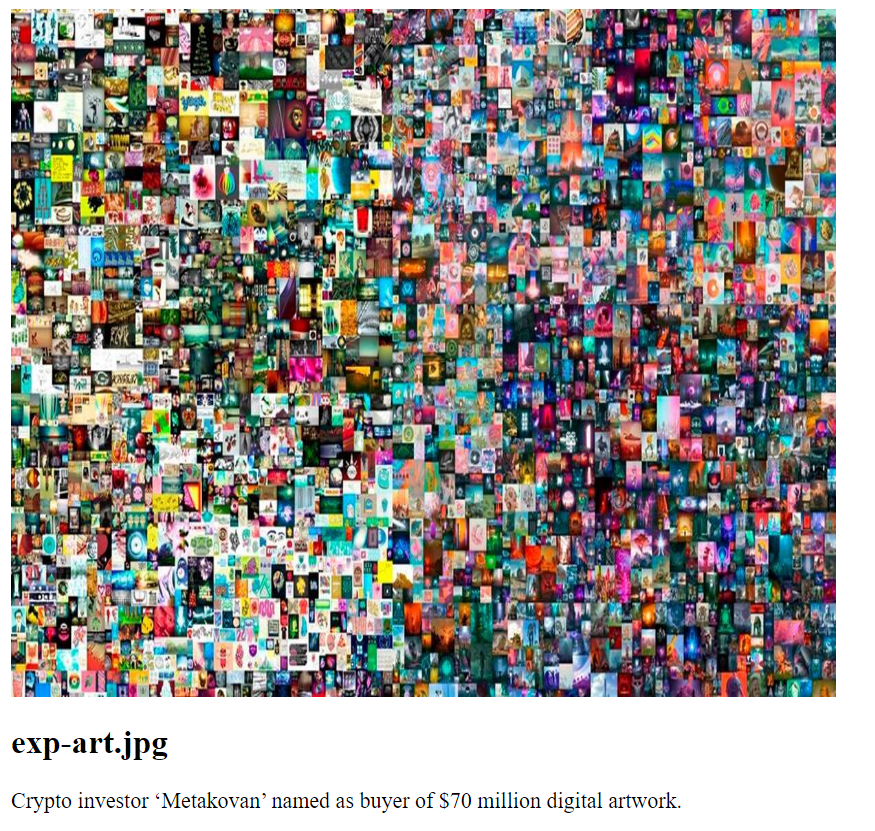 exp-art.jpg
Crypto investor ‘Metakovan’ named as buyer of $70 million digital artwork.